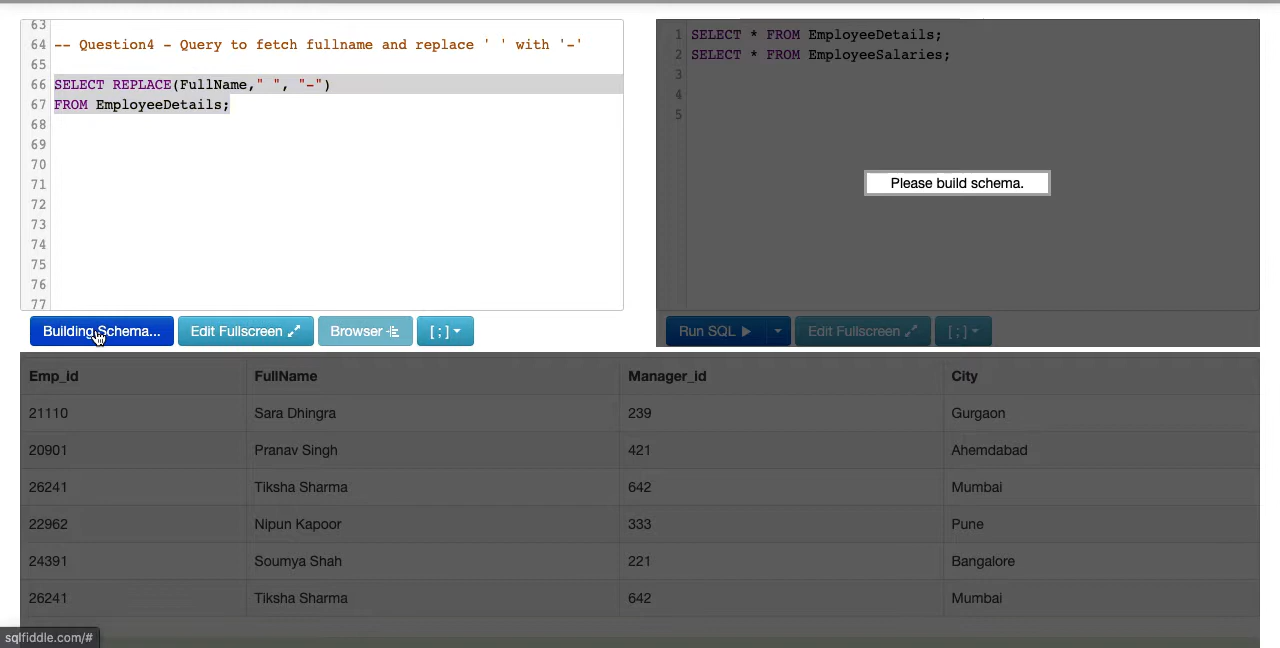 63
64 -- Question4 - Query to fetch fullname and replace ' ' with '-'
65
66 SELECT REPLACE(FullName," ", "-")
67 FROM EmployeeDetails;
68
69
70
71
72
73
74
75
76
77
1 SELECT * FROM EmployeeDetails;
2 SELECT * FROM EmployeeSalaries;
3
4
5
Please build schema.
Building Schema... Edit Fullscreen Browser [ ; ]
Run SQL Edit Fullscreen [ ; ]
Emp_id FullName Manager_id City
21110 Sara Dhingra 239 Gurgaon
20901 Pranav Singh 421 Ahemdabad
26241 Tiksha Sharma 642 Mumbai
22962 Nipun Kapoor 333 Pune
24391 Soumya Shah 221 Bangalore
26241 Tiksha Sharma 642 Mumbai
sqlfiddle.com/#